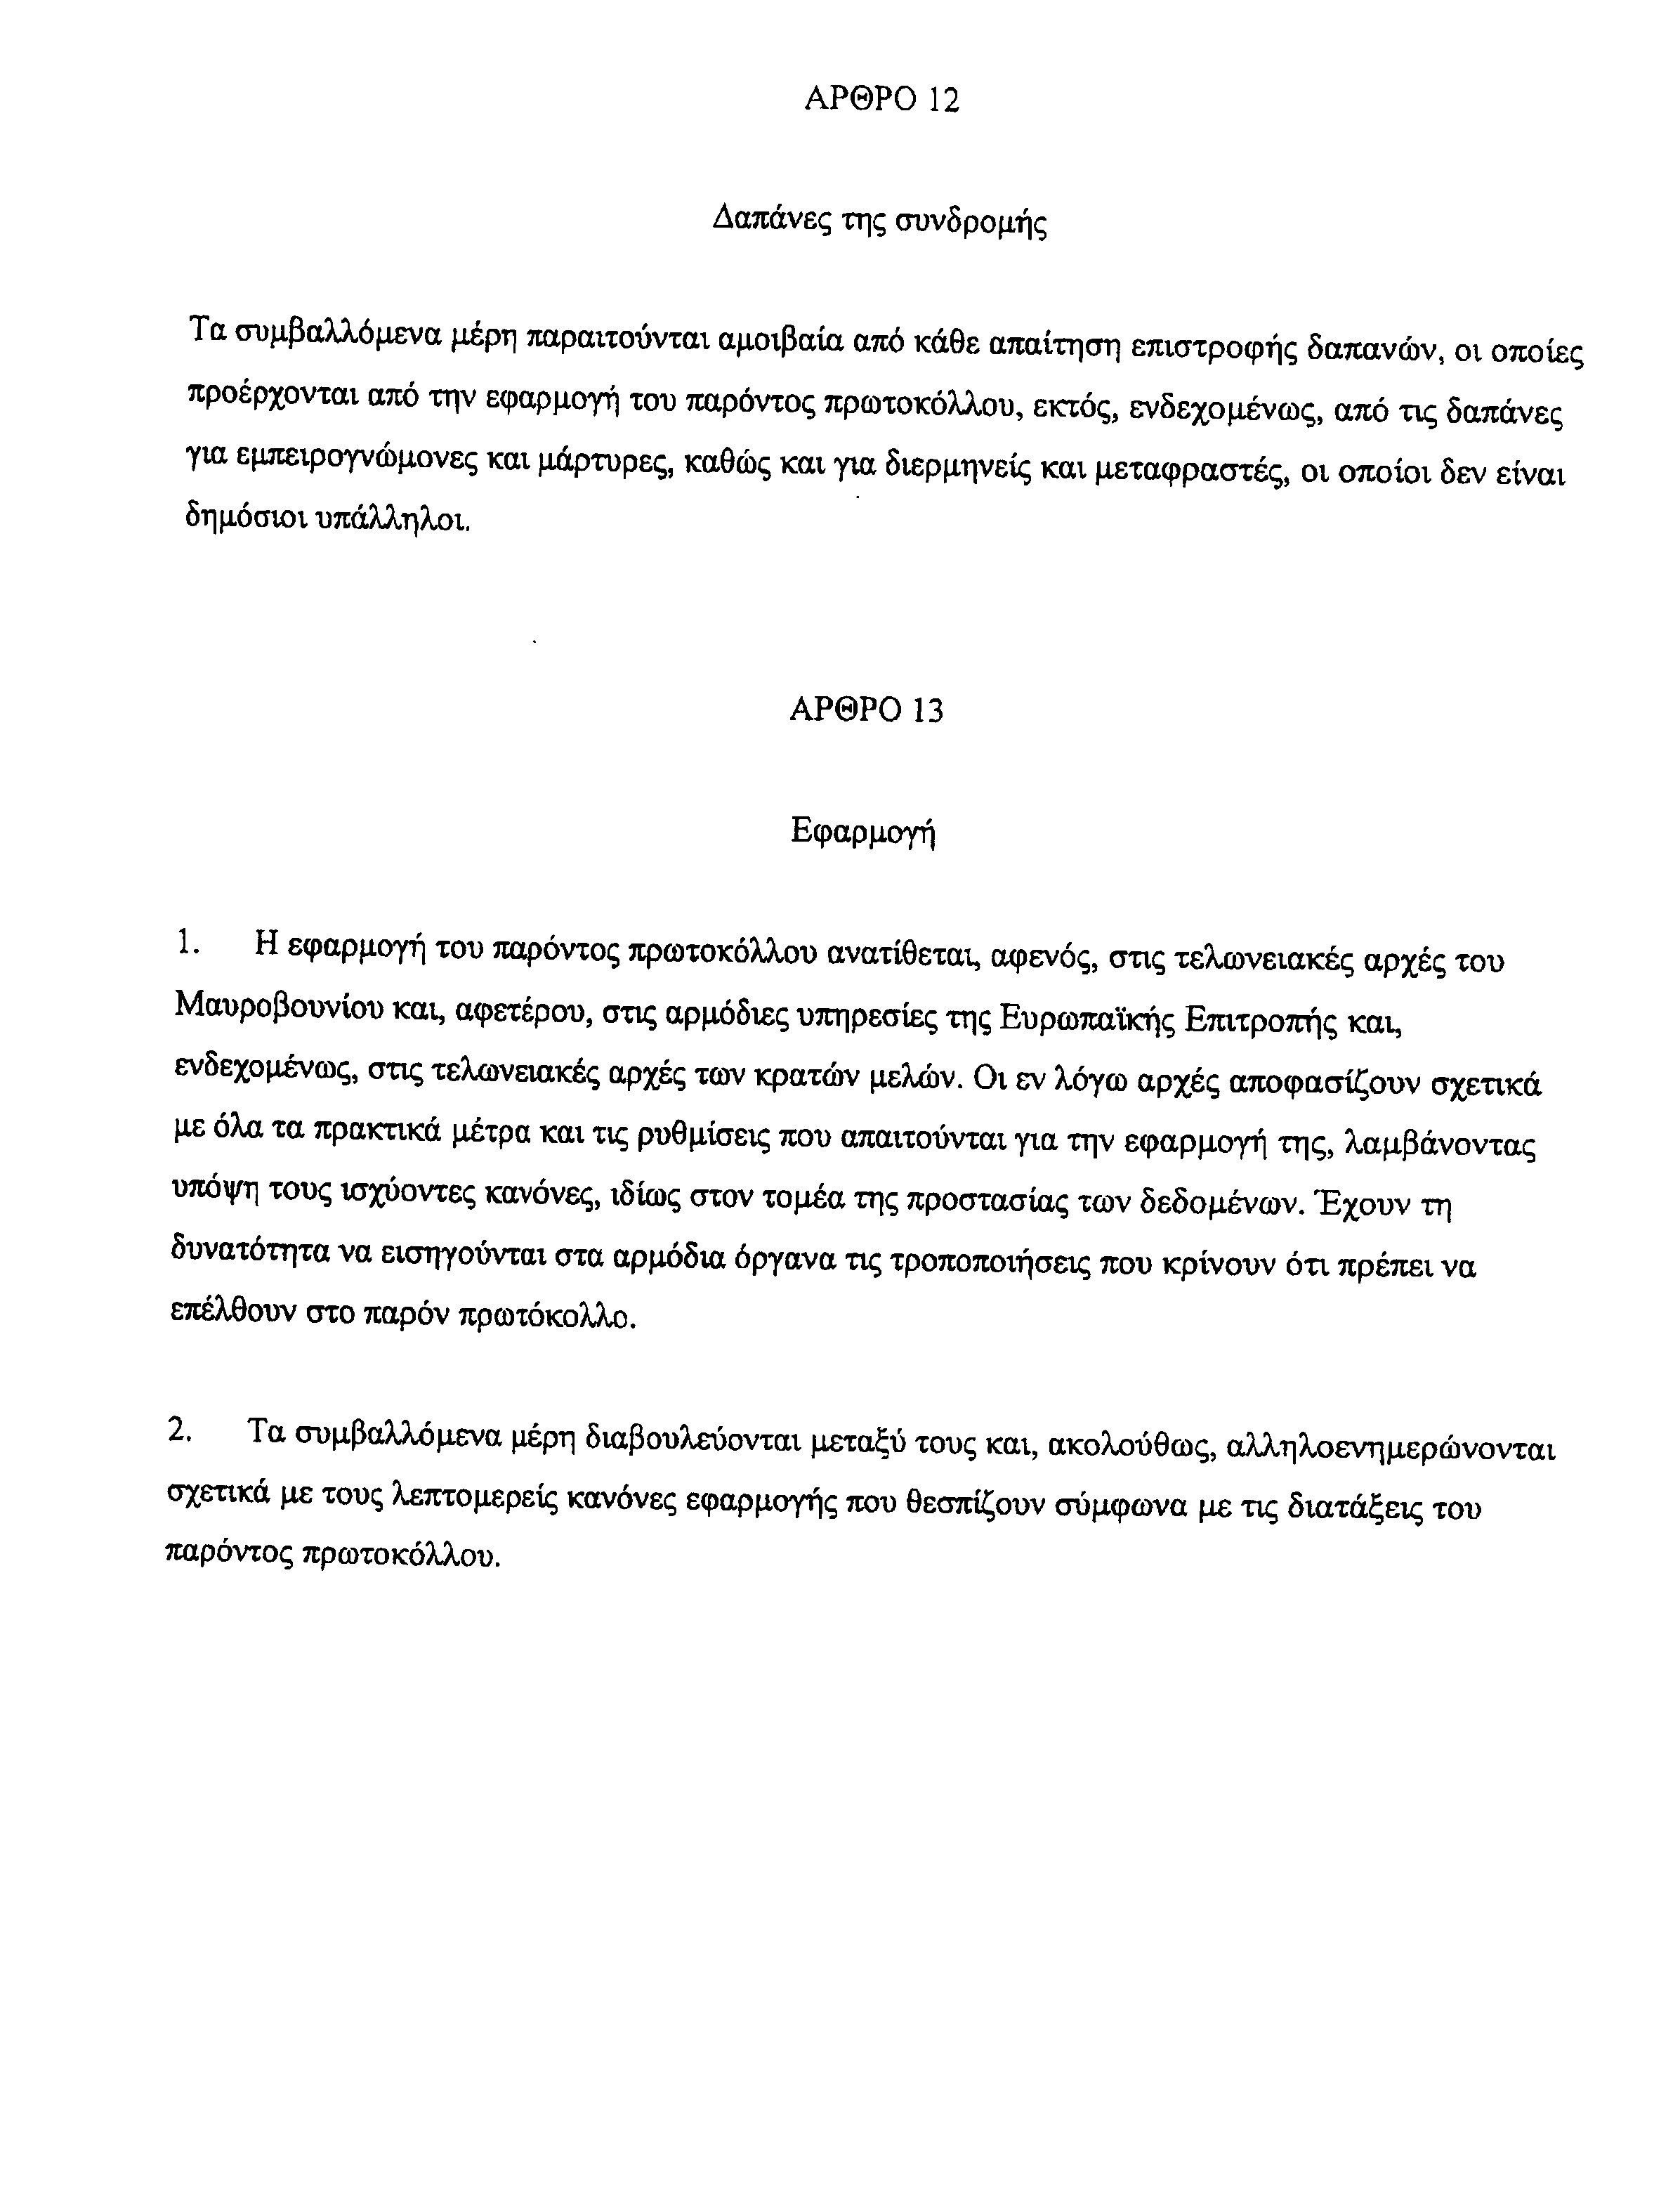 ΑΡΘΡΟ 12
Δαπάνες της συνδρομής
Τα συμβαλλόμενα μέρη παραιτούνται αμοιβαία από κάθε απαίτηση επιστροφής δαπανών, οι οποίες
προέρχονται από την εφαρμογή του παρόντος πρωτοκόλλου, εκτός, ενδεχομένως, από τις δαπάνες
για εμπειρογνώμονες και μάρτυρες, καθώς και για διερμηνείς και μεταφραστές, οι οποίοι δεν είναι
δημόσιοι υπάλληλοι.
ΑΡΘΡΟ 13
Εφαρμογή
1. Η εφαρμογή του παρόντος πρωτοκόλλου ανατίθεται, αφενός, στις τελωνειακές αρχές του
Μαυροβουνίου και, αφετέρου, στις αρμόδιες υπηρεσίες της Ευρωπαϊκής Επιτροπής και,
ενδεχομένως, στις τελωνειακές αρχές των κρατών μελών. Οι εν λόγω αρχές αποφασίζουν σχετικά
με όλα τα πρακτικά μέτρα και τις ρυθμίσεις που απαιτούνται για την εφαρμογή της, λαμβάνοντας
υπόψη τους ισχύοντες κανόνες, ιδίως στον τομέα της προστασίας των δεδομένων. Έχουν τη
δυνατότητα να εισηγούνται στα αρμόδια όργανα τις τροποποιήσεις που κρίνουν ότι πρέπει να
επέλθουν στο παρόν πρωτόκολλο.
2. Τα συμβαλλόμενα μέρη διαβουλεύονται μεταξύ τους και, ακολούθως, αλληλοενημερώνονται
σχετικά με τους λεπτομερείς κανόνες εφαρμογής που θεσπίζουν σύμφωνα με τις διατάξεις του
παρόντος πρωτοκόλλου.